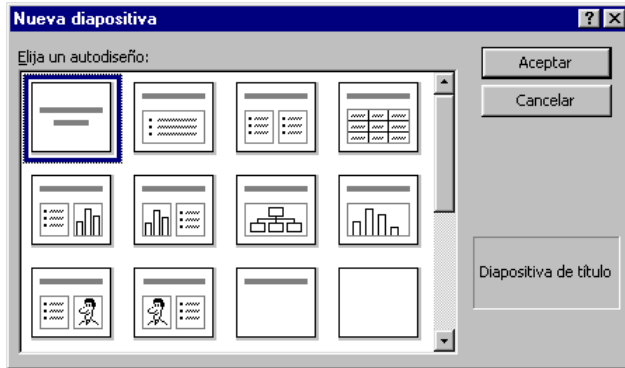 Nueva diapositiva
Elija un autodiseño:
Aceptar
Cancelar
Diapositiva de título